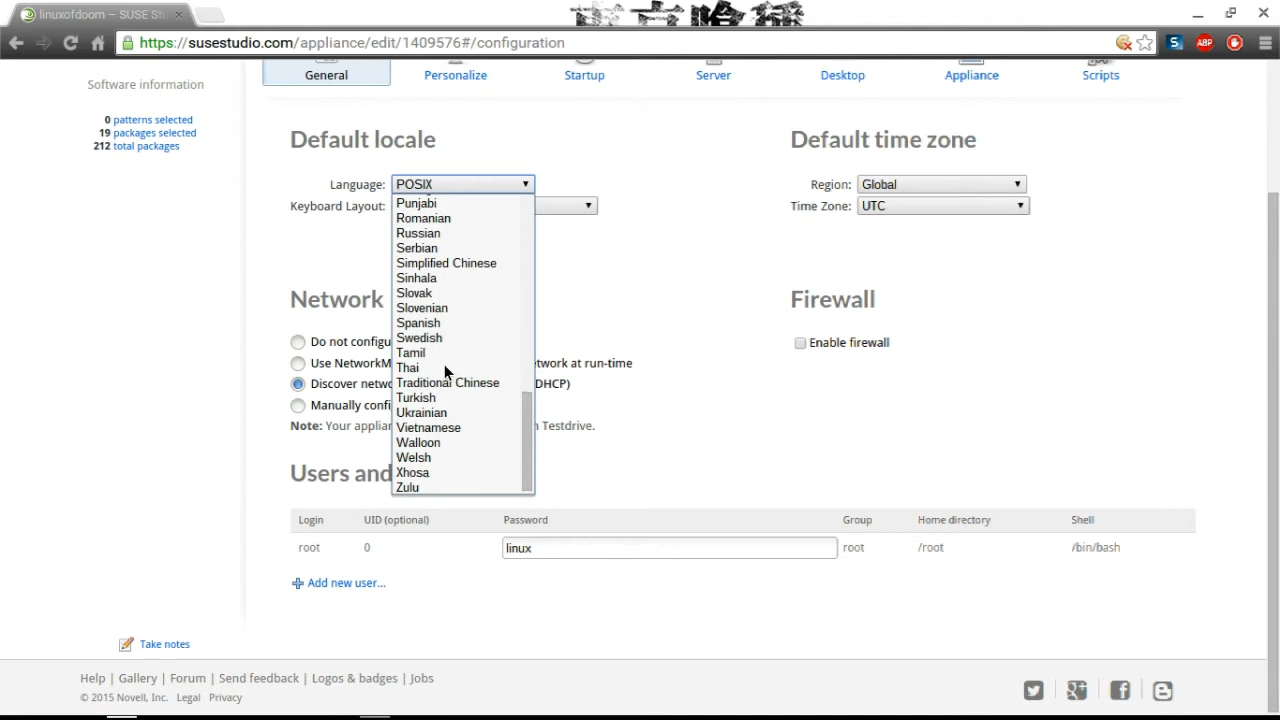 linuxofdoom — SUSE St
https://susestudio.com/appliance/edit/1409576#/configuration
S
ABP
Software information
0 patterns selected
19 packages selected
212 total packages
General
Personalize
Startup
Server
Desktop
Appliance
Scripts
Default locale
Default time zone
Language: POSIX
Region: Global
Keyboard Layout:
Time Zone: UTC
Punjabi
Romanian
Russian
Serbian
Simplified Chinese
Sinhala
Slovak
Slovenian
Spanish
Swedish
Tamil
Thai
Traditional Chinese
Turkish
Ukrainian
Vietnamese
Walloon
Welsh
Xhosa
Zulu
Network
Firewall
Do not configu
Enable firewall
Use NetworkM
etwork at run-time
Discover netwo
DHCP)
Manually confi
Note: Your applian
Testdrive.
Users and
Login UID (optional) Password Group Home directory Shell
root 0 linux root /root /bin/bash
Add new user...
Take notes
Help | Gallery | Forum | Send feedback | Logos & badges | Jobs
© 2015 Novell, Inc. Legal Privacy